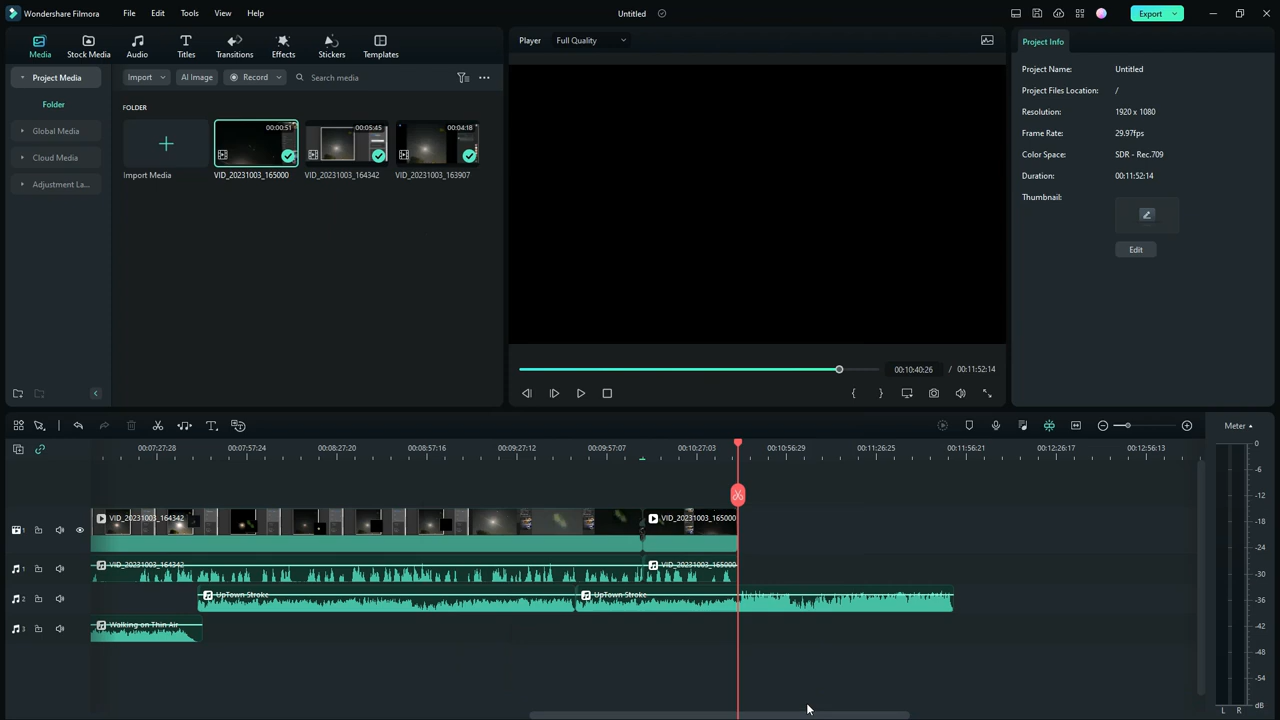 Wondershare Filmora
File
Edit
Tools
View
Help
Untitled
Export
Media
Stock Media
Audio
Titles
Transitions
Effects
Stickers
Templates
Player
Full Quality
Project Info
Project Media
Folder
Global Media
Cloud Media
Adjustment La...
Import
AI Image
Record
Search media
FOLDER
Import Media
00:00:51
VID_20231003_165000
00:05:45
VID_20231003_164342
00:04:18
VID_20231003_163907
Project Name: Untitled
Project Files Location: /
Resolution: 1920 x 1080
Frame Rate: 29.97fps
Color Space: SDR - Rec.709
Duration: 00:11:52:14
Thumbnail:
Edit
00:10:40:26 / 00:11:52:14
{ }
Meter
00:07:27:28
00:07:57:24
00:08:27:20
00:08:57:16
00:09:27:12
00:09:57:07
00:10:27:03
00:10:56:29
00:11:26:25
00:11:56:21
00:12:26:17
00:12:56:13
1
VID_20231003_164342
VID_20231003_165000
1
VID_20231003_164342
VID_20231003_165000
2
UpTown Stroke
UpTown Stroke
3
Walking on Thin Air
0
-6
-12
-18
-24
-30
-36
-42
-48
-54
dB
L R